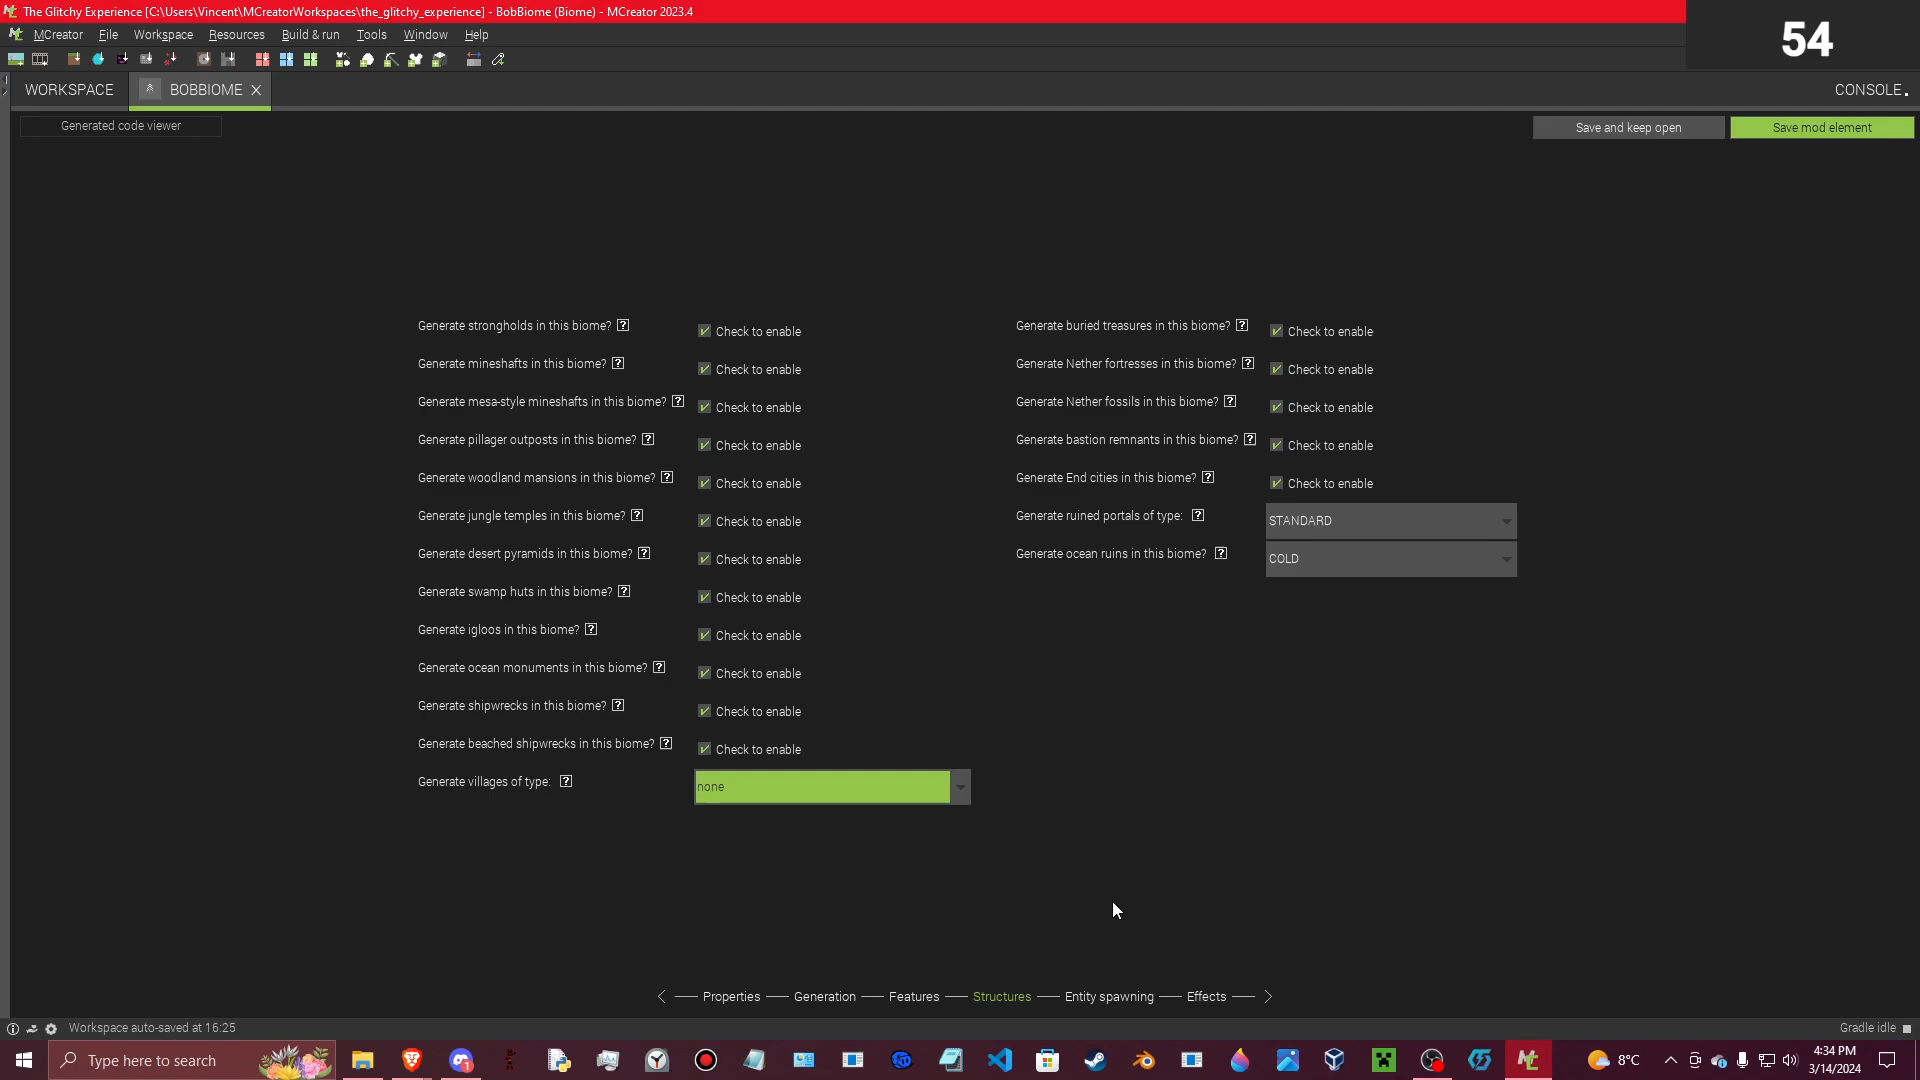 The Glitchy Experience [C:\Users\Vincent\MCreatorWorkspaces\the_glitchy_experience] - BobBiome (Biome) - MCreator 2023.4
54
MCreator File Workspace Resources Build & run Tools Window Help
WORKSPACE BOBBIOME CONSOLE
Generated code viewer Save and keep open Save mod element
Generate strongholds in this biome? ? Check to enable
Generate mineshafts in this biome? ? Check to enable
Generate mesa-style mineshafts in this biome? ? Check to enable
Generate pillager outposts in this biome? ? Check to enable
Generate woodland mansions in this biome? ? Check to enable
Generate jungle temples in this biome? ? Check to enable
Generate desert pyramids in this biome? ? Check to enable
Generate swamp huts in this biome? ? Check to enable
Generate igloos in this biome? ? Check to enable
Generate ocean monuments in this biome? ? Check to enable
Generate shipwrecks in this biome? ? Check to enable
Generate beached shipwrecks in this biome? ? Check to enable
Generate villages of type: ? none
Generate buried treasures in this biome? ? Check to enable
Generate Nether fortresses in this biome? ? Check to enable
Generate Nether fossils in this biome? ? Check to enable
Generate bastion remnants in this biome? ? Check to enable
Generate End cities in this biome? ? Check to enable
Generate ruined portals of type: ? STANDARD
Generate ocean ruins in this biome? ? COLD
Properties Generation Features Structures Entity spawning Effects
Workspace auto-saved at 16:25 Gradle idle
Type here to search 8°C 4:34 PM
3/14/2024